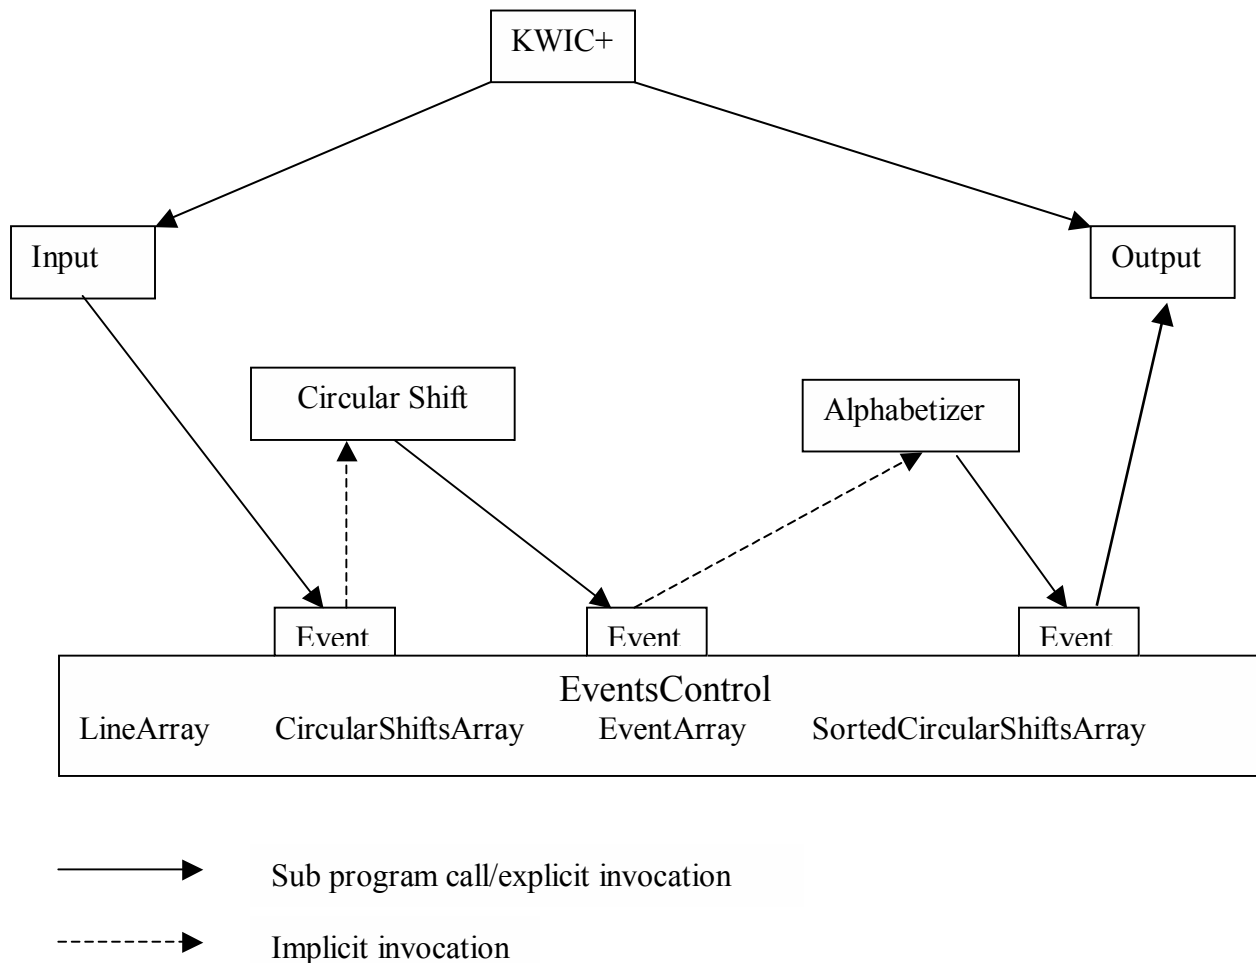 KWIC+
Input
Output
Circular Shift
Alphabetizer
Event
Event
Event
EventsControl
LineArray CircularShiftsArray EventArray SortedCircularShiftsArray
Sub program call/explicit invocation
Implicit invocation